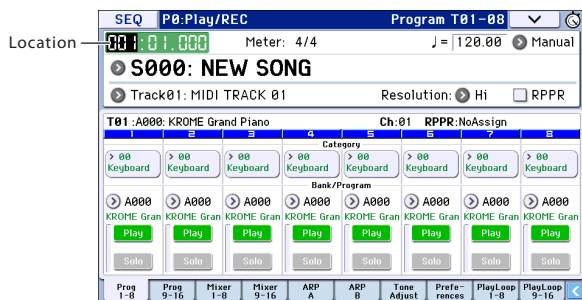 SEQ P0:Play/REC Program T01-08
Location 001:01.000 Meter: 4/4 ♩= 120.00 Manual
S000: NEW SONG
Track01: MIDI TRACK 01 Resolution: Hi RPPR
T01 :A000: KROME Grand Piano Ch:01 RPPR:NoAssign
1 2 3 4 5 6 7 8
Category
00 00 00 00 00 00 00 00
Keyboard Keyboard Keyboard Keyboard Keyboard Keyboard Keyboard Keyboard
Bank/Program
A000 A000 A000 A000 A000 A000 A000 A000
KROME Gran KROME Gran KROME Gran KROME Gran KROME Gran KROME Gran KROME Gran KROME Gran
Play Play Play Play Play Play Play Play
Solo Solo Solo Solo Solo Solo Solo Solo
Prog Prog Mixer Mixer ARP ARP Tone Prefe- PlayLoop PlayLoop
1-8 9-16 1-8 9-16 A B Adjust rences 1-8 9-16